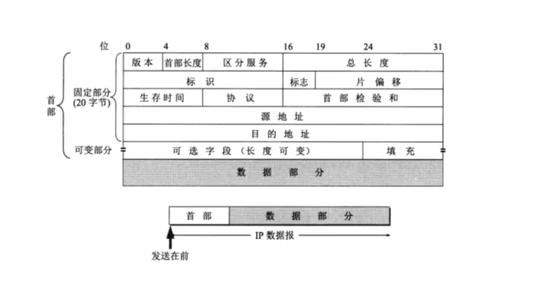 位 0 4 8 16 19 24 31
版本 首部长度 区分服务 总长度
标识 标志 片偏移
生存时间 协议 首部检验和
源地址
目的地址
可选字段(长度可变) 填充
数据部分
首部
固定部分
(20字节)
可变部分
首部 数据部分
IP 数据报
发送在前